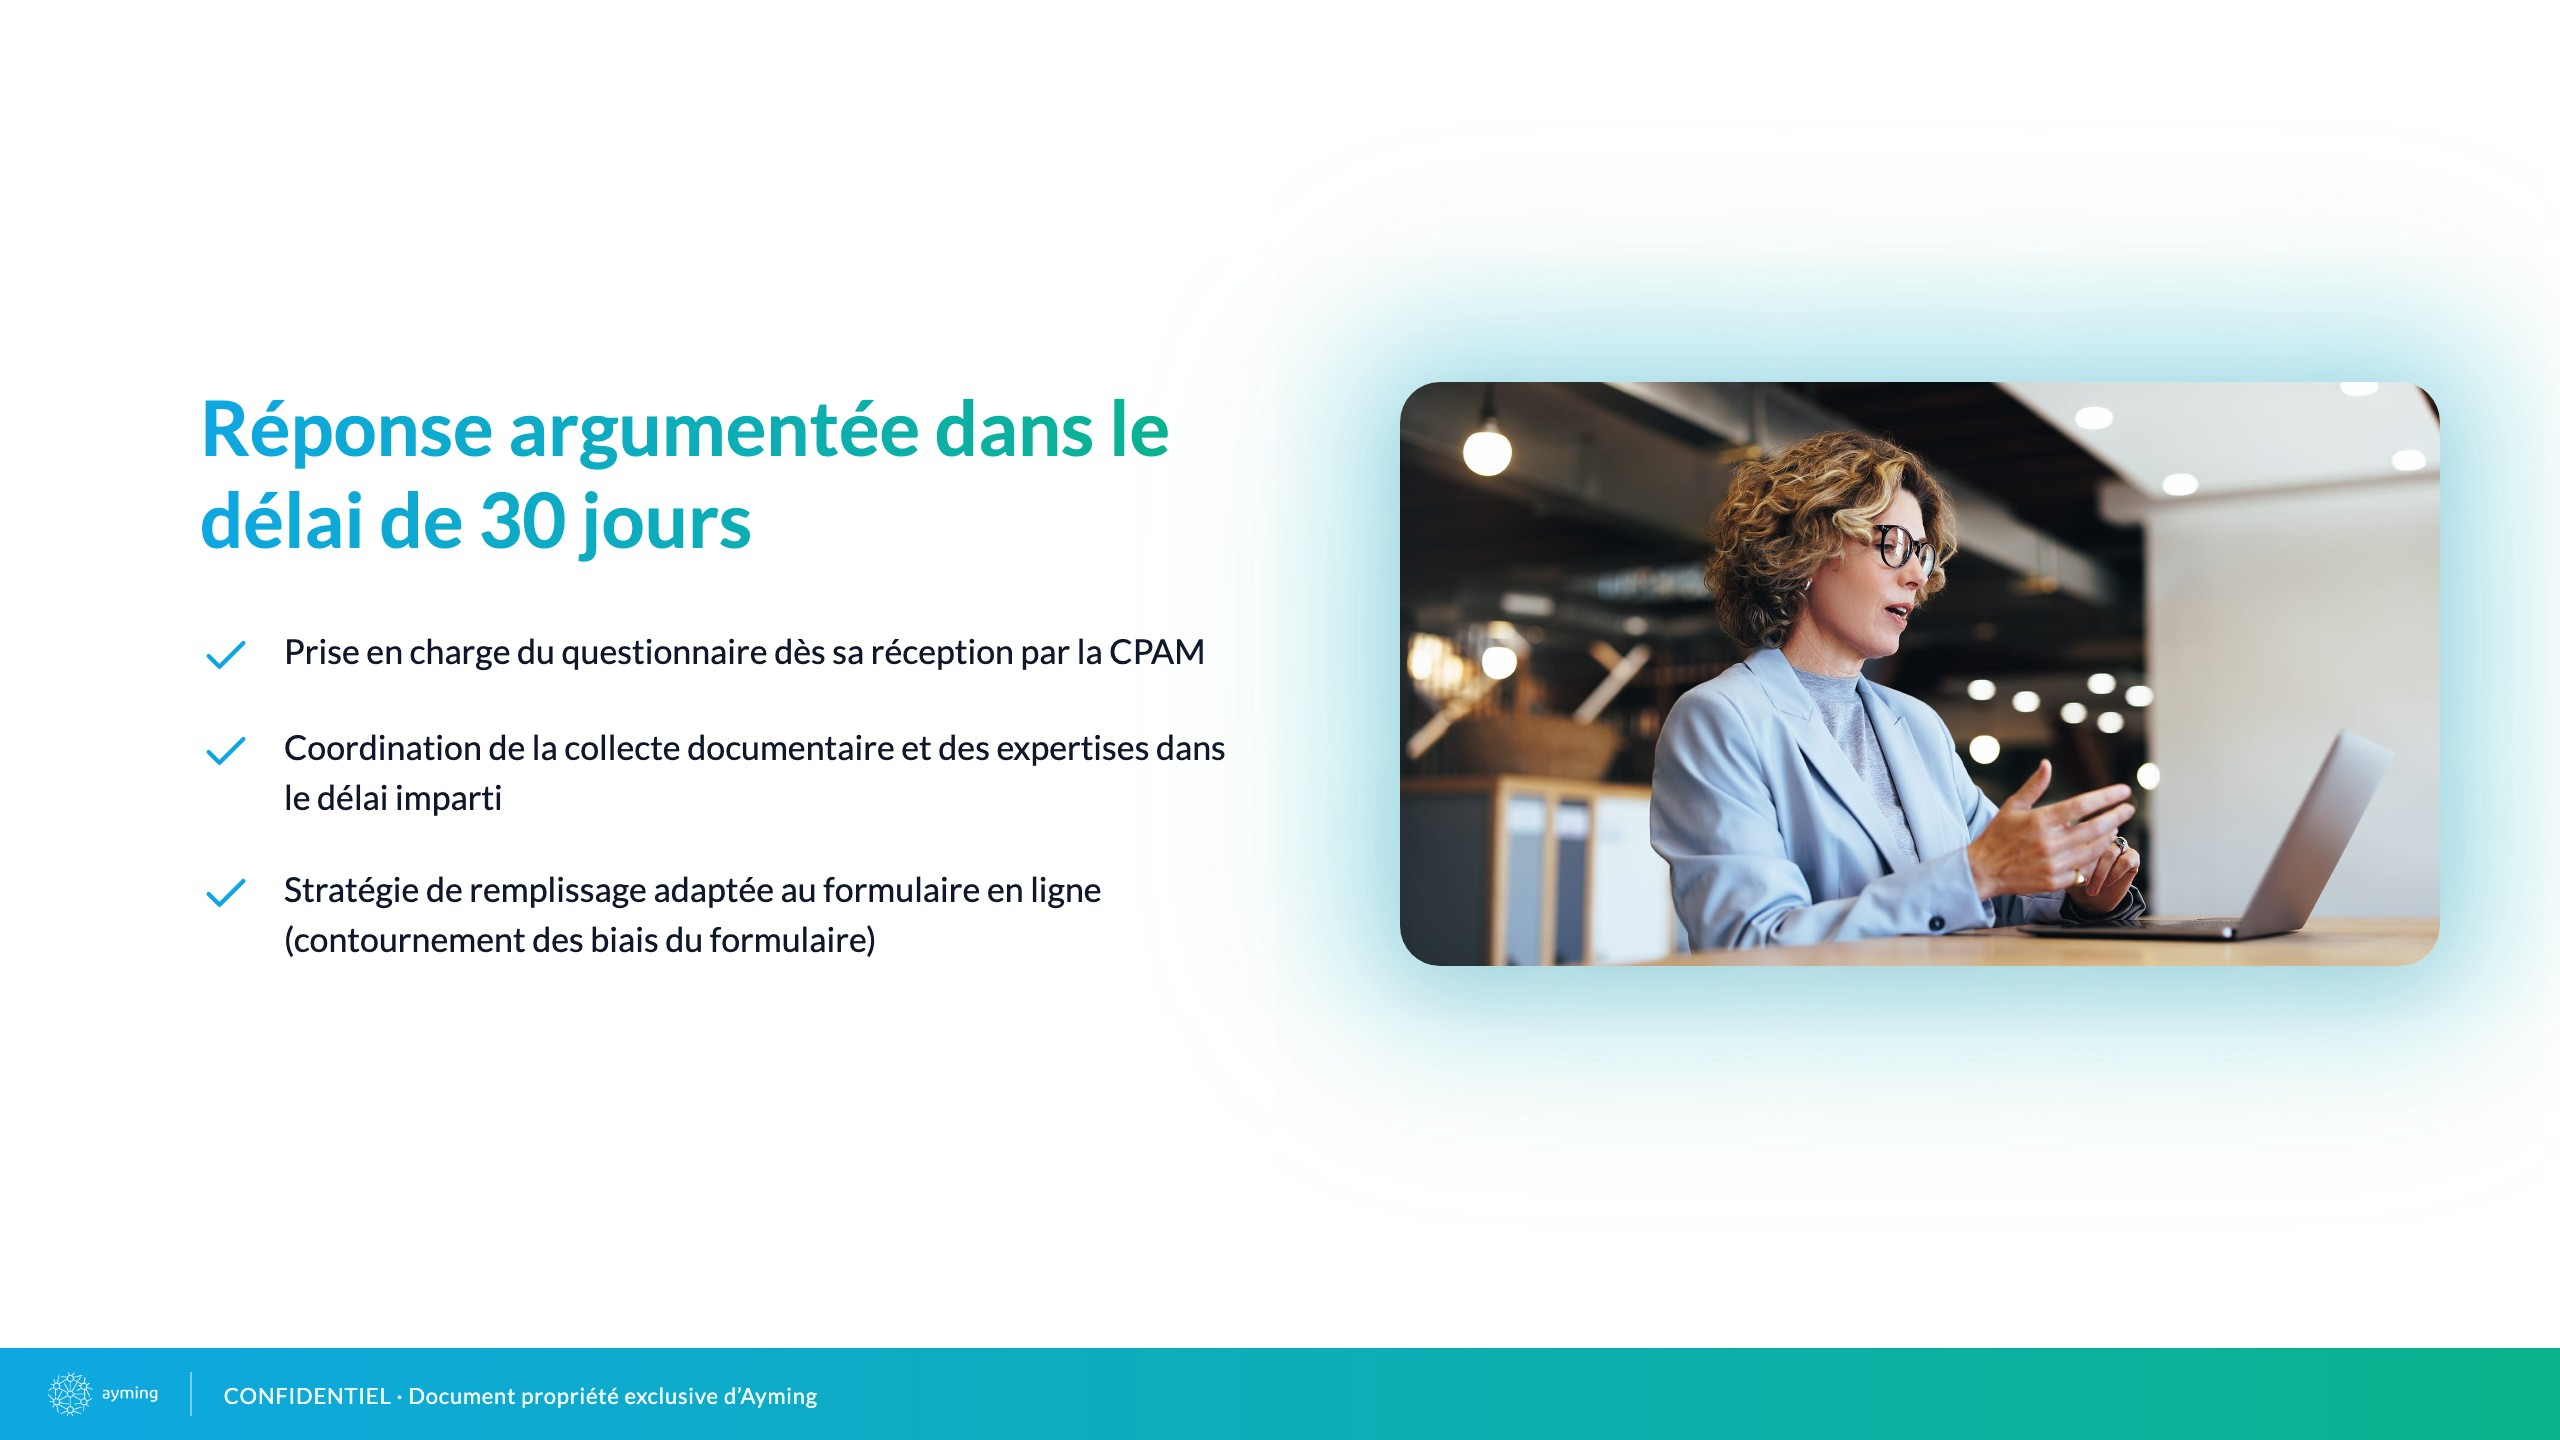 Réponse argumentée dans le
délai de 30 jours
Prise en charge du questionnaire dès sa réception par la CPAM
Coordination de la collecte documentaire et des expertises dans
le délai imparti
Stratégie de remplissage adaptée au formulaire en ligne
(contournement des biais du formulaire)
ayming
CONFIDENTIEL · Document propriété exclusive d’Ayming